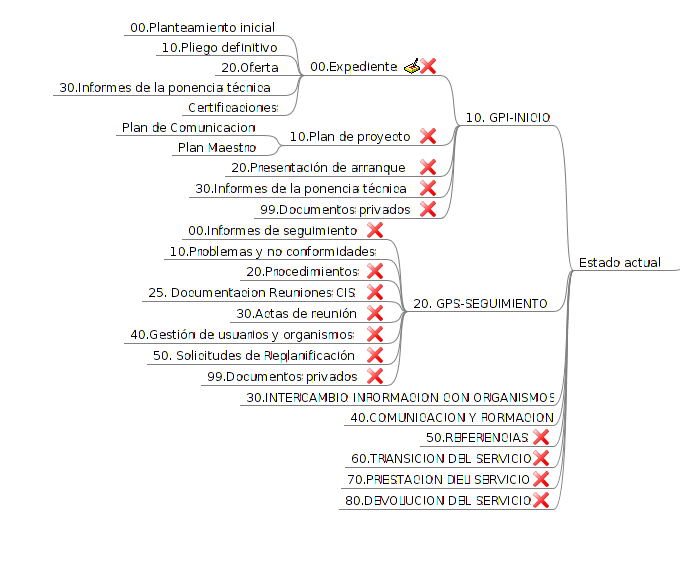 00.Planteamiento inicial
10.Pliego definitivo
20.Oferta
30.Informes de la ponencia técnica
Certificaciones
00.Expediente
Plan de Comunicacion
Plan Maestro
10.Plan de proyecto
20.Presentación de arranque
30.Informes de la ponencia técnica
99.Documentos privados
10. GPI-INICIO
00.Informes de seguimiento
10.Problemas y no conformidades
20.Procedimientos
25. Documentacion Reuniones CIS
30.Actas de reunión
40.Gestión de usuarios y organismos
50. Solicitudes de Replanificación
99.Documentos privados
20. GPS-SEGUIMIENTO
30.INTERCAMBIO INFORMACION CON ORGANISMOS
40.COMUNICACION Y FORMACION
50.REFERENCIAS
60.TRANSICION DEL SERVICIO
70.PRESTACION DEL SERVICIO
80.DEVOLUCION DEL SERVICIO
Estado actual